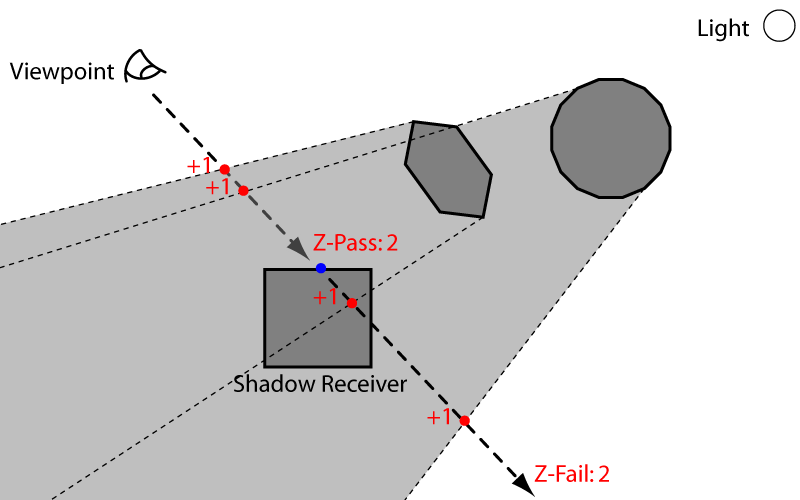 Light
Viewpoint
+1
+1
Z-Pass: 2
+1
Shadow Receiver
+1
Z-Fail: 2